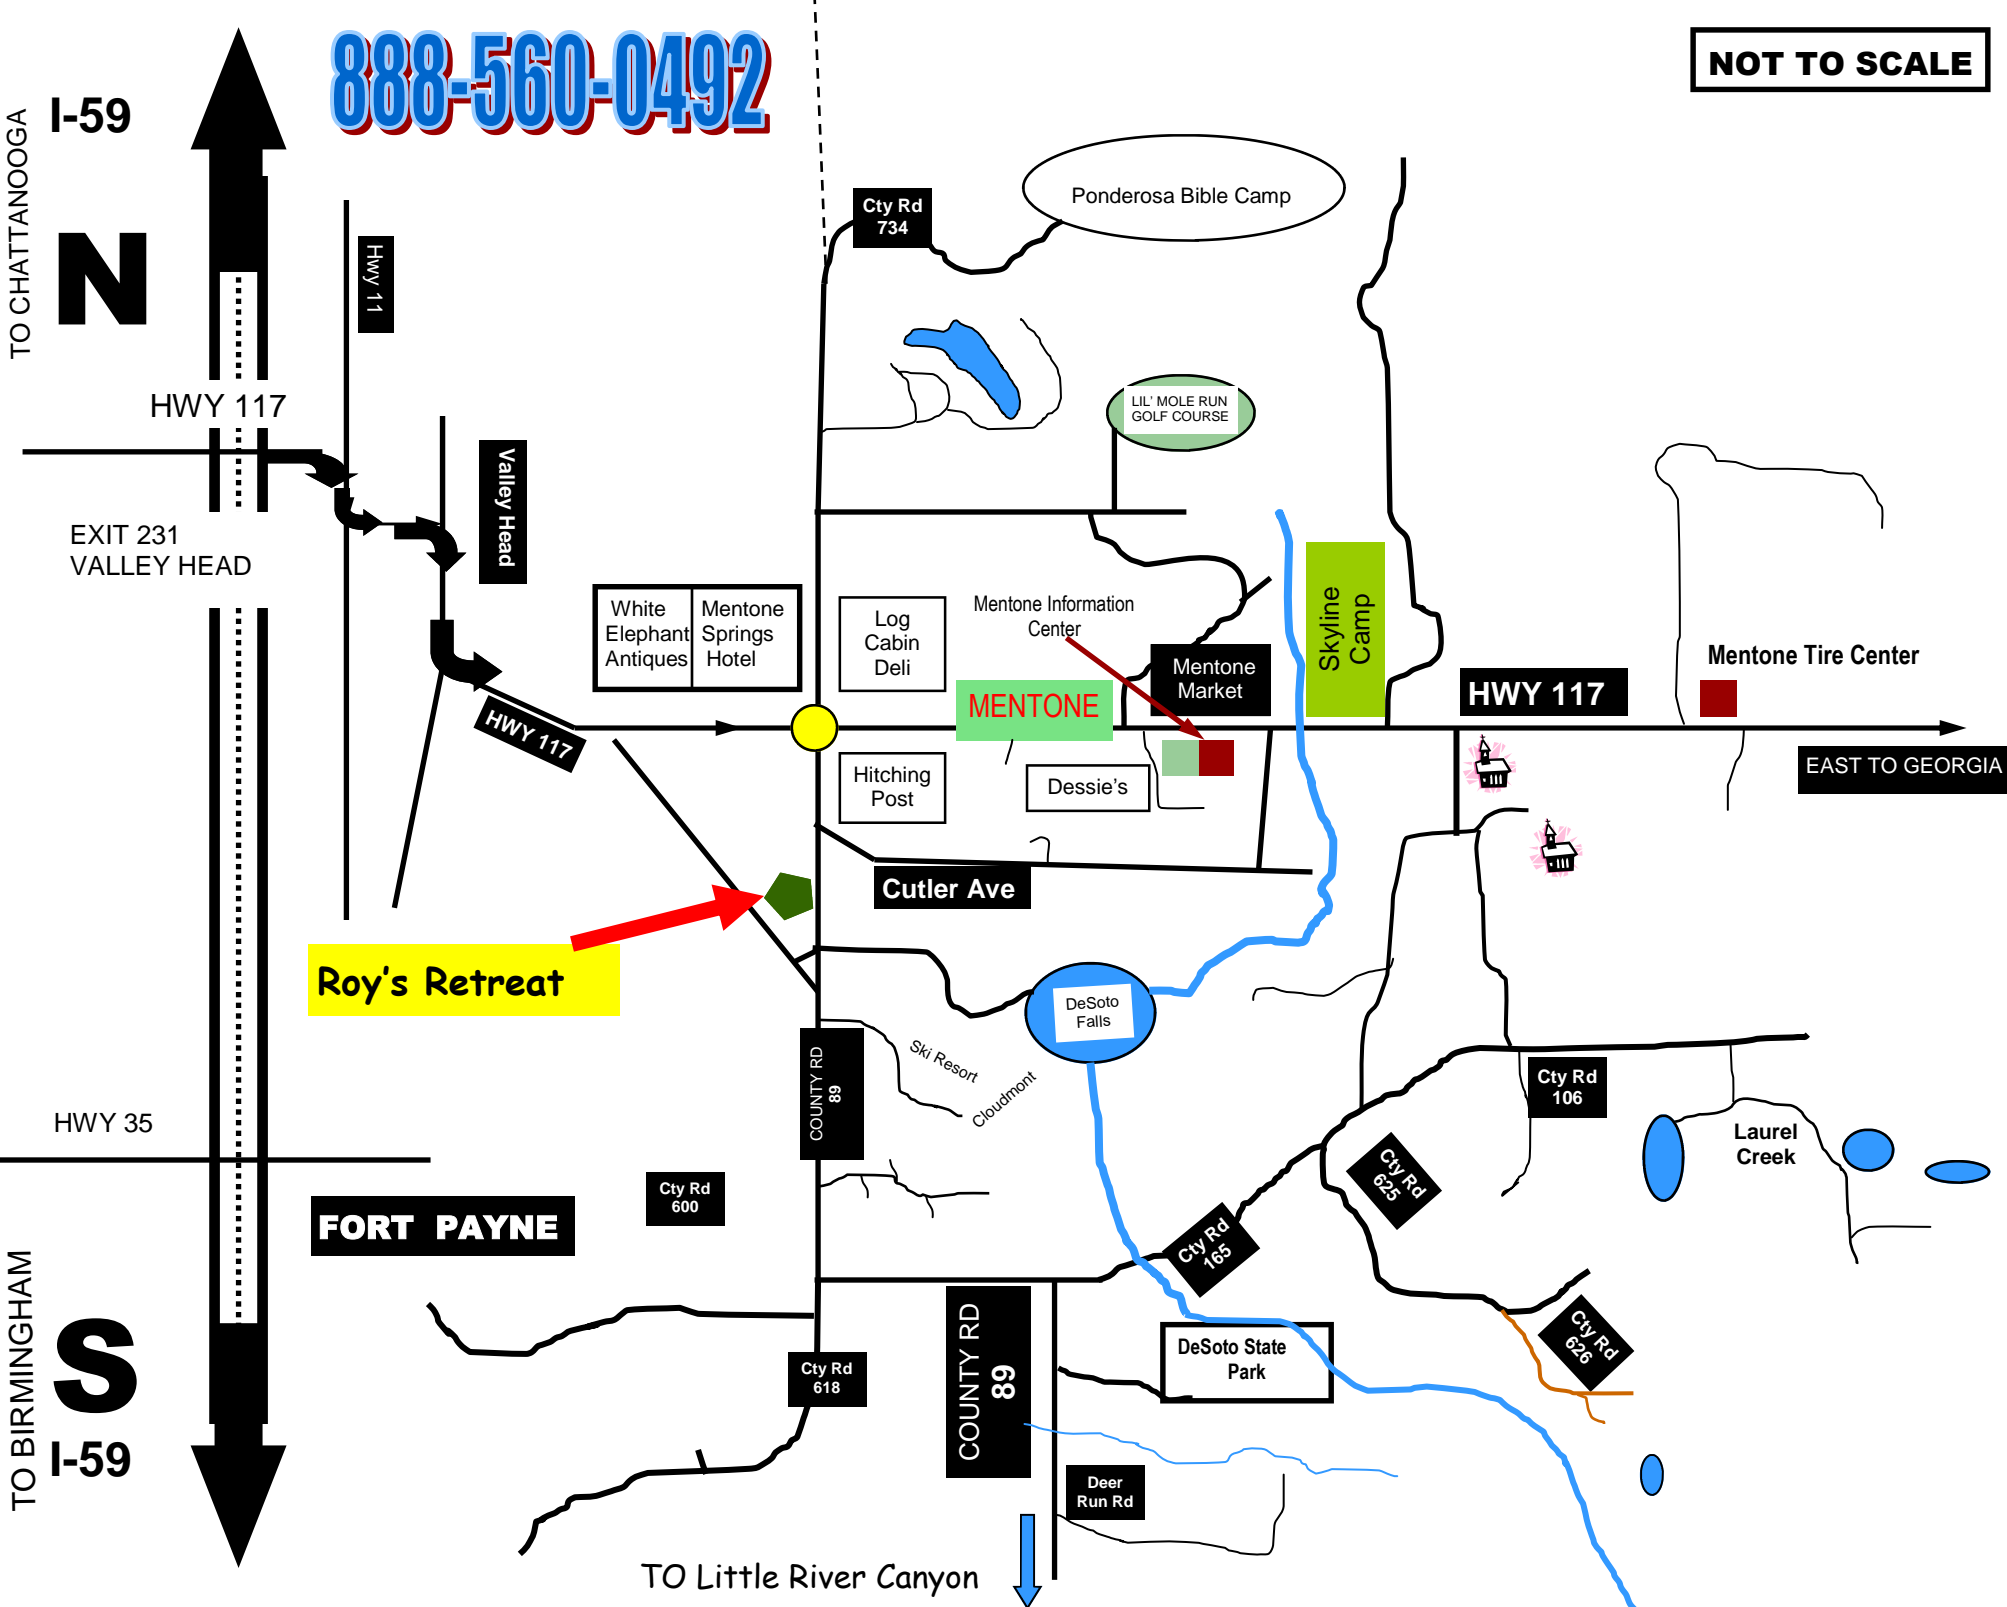 888-560-0492
NOT TO SCALE
I-59
TO CHATTANOOGA
N
Hwy 11
Cty Rd
734
Ponderosa Bible Camp
HWY 117
LIL' MOLE RUN
GOLF COURSE
Valley Head
EXIT 231
VALLEY HEAD
White
Elephant
Antiques
Mentone
Springs
Hotel
Log
Cabin
Deli
Mentone Information
Center
Mentone
Market
Skyline
Camp
Mentone Tire Center
HWY 117
MENTONE
HWY 117
EAST TO GEORGIA
Hitching
Post
Dessie's
Cutler Ave
Roy's Retreat
DeSoto
Falls
COUNTY RD
89
Ski Resort
Cloudmont
Cty Rd
106
HWY 35
Laurel
Creek
Cty Rd
625
Cty Rd
600
FORT PAYNE
Cty Rd
165
TO BIRMINGHAM
S
I-59
COUNTY RD
89
DeSoto State
Park
Cty Rd
626
Cty Rd
618
Deer
Run Rd
TO Little River Canyon